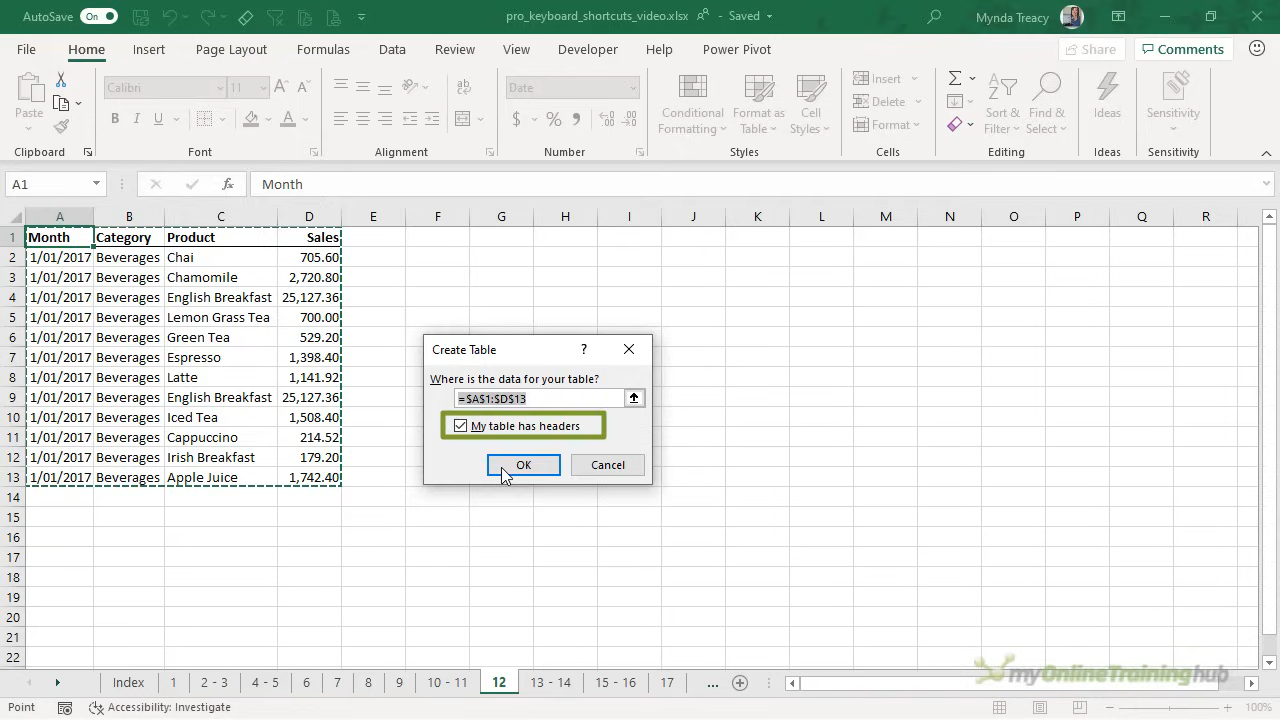 AutoSave On pro_keyboard_shortcuts_video.xlsx - Saved Mynda Treacy
File Home Insert Page Layout Formulas Data Review View Developer Help Power Pivot Share Comments
Paste Calibri 11 Date Conditional Formatting Format as Table Cell Styles Insert Delete Format Sort & Filter Find & Select Ideas Sensitivity
Clipboard Font Alignment Number Styles Cells Editing Ideas Sensitivity
A1 fx Month
A B C D E F G H I J K L M N O P Q R
1 Month Category Product Sales
2 1/01/2017 Beverages Chai 705.60
3 1/01/2017 Beverages Chamomile 2,720.80
4 1/01/2017 Beverages English Breakfast 25,127.36
5 1/01/2017 Beverages Lemon Grass Tea 700.00
6 1/01/2017 Beverages Green Tea 529.20
7 1/01/2017 Beverages Espresso 1,398.40
8 1/01/2017 Beverages Latte 1,141.92
9 1/01/2017 Beverages English Breakfast 25,127.36
10 1/01/2017 Beverages Iced Tea 1,508.40
11 1/01/2017 Beverages Cappuccino 214.52
12 1/01/2017 Beverages Irish Breakfast 179.20
13 1/01/2017 Beverages Apple Juice 1,742.40
14
15
16
17
18
19
20
21
22
Create Table ?
Where is the data for your table?
=$A$1:$D$13
My table has headers
OK Cancel
myOnlineTraininghub
Index 1 2 - 3 4 - 5 6 7 8 9 10 - 11 12 13 - 14 15 - 16 17 ...
Point Accessibility: Investigate 100%